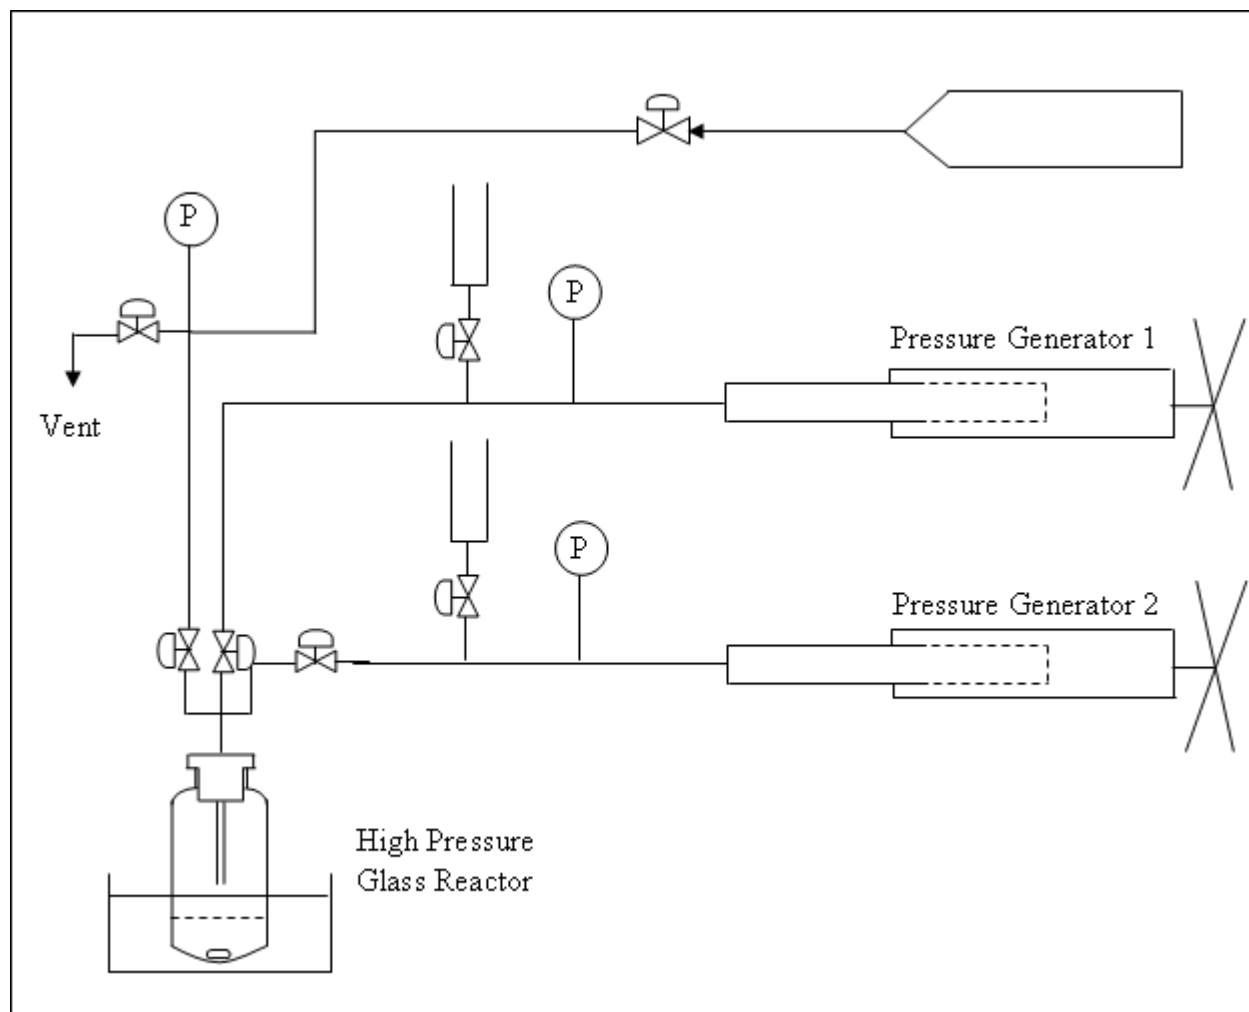 P
P
Pressure Generator 1
Vent
P
Pressure Generator 2
High Pressure
Glass Reactor